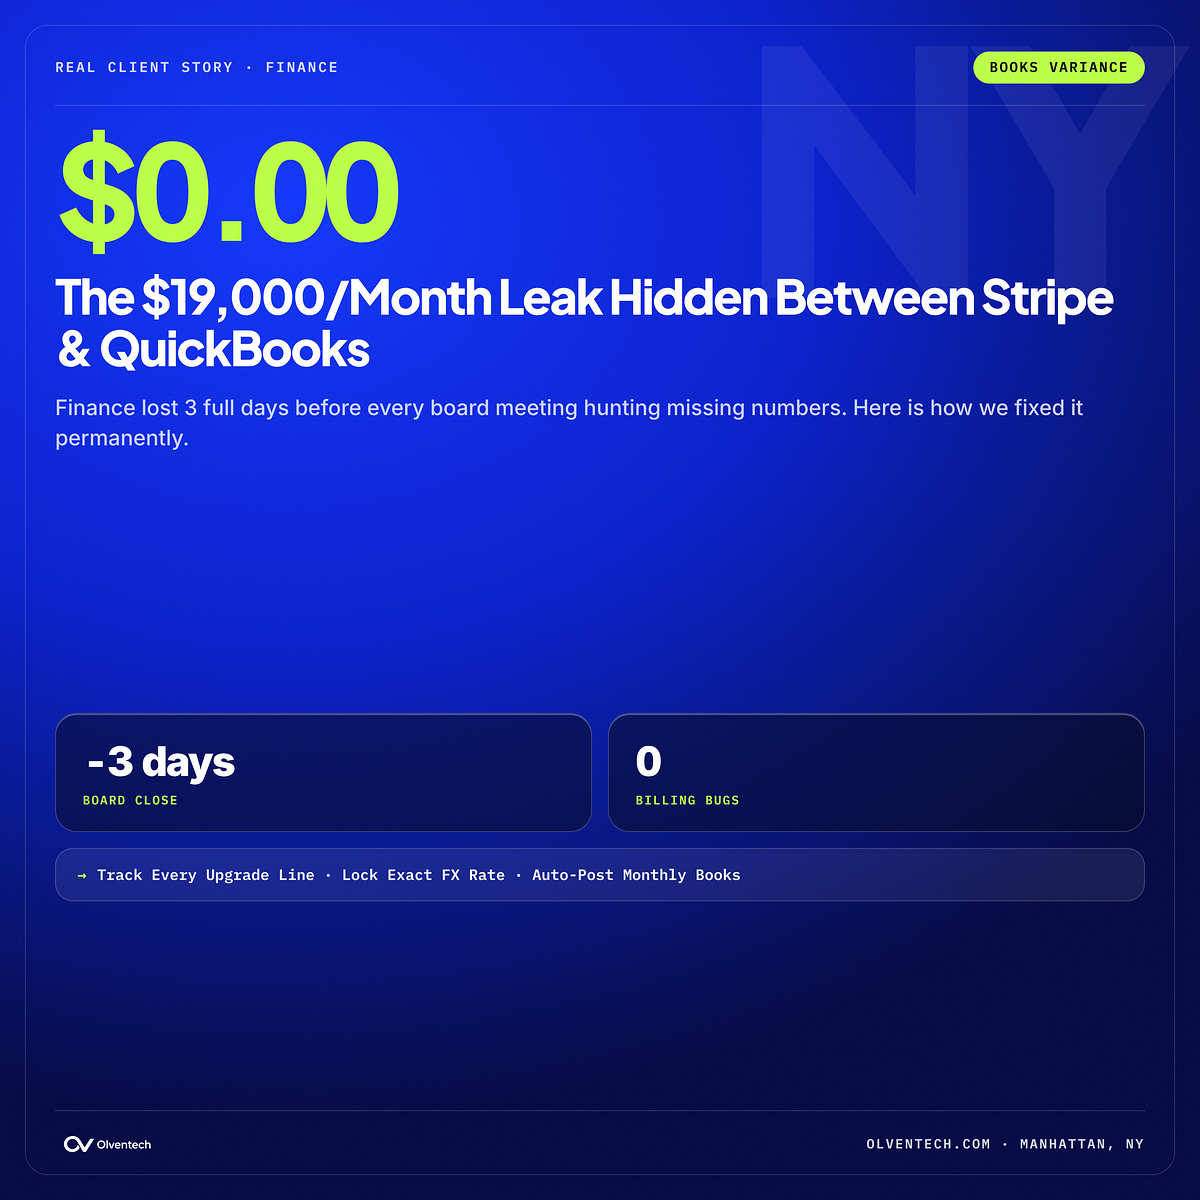 REAL CLIENT STORY · FINANCE
BOOKS VARIANCE
NY
$0.00
The $19,000/Month Leak Hidden Between Stripe
& QuickBooks
Finance lost 3 full days before every board meeting hunting missing numbers. Here is how we fixed it
permanently.
-3 days
BOARD CLOSE
0
BILLING BUGS
→ Track Every Upgrade Line · Lock Exact FX Rate · Auto-Post Monthly Books
Olventech
OLVENTECH.COM · MANHATTAN, NY